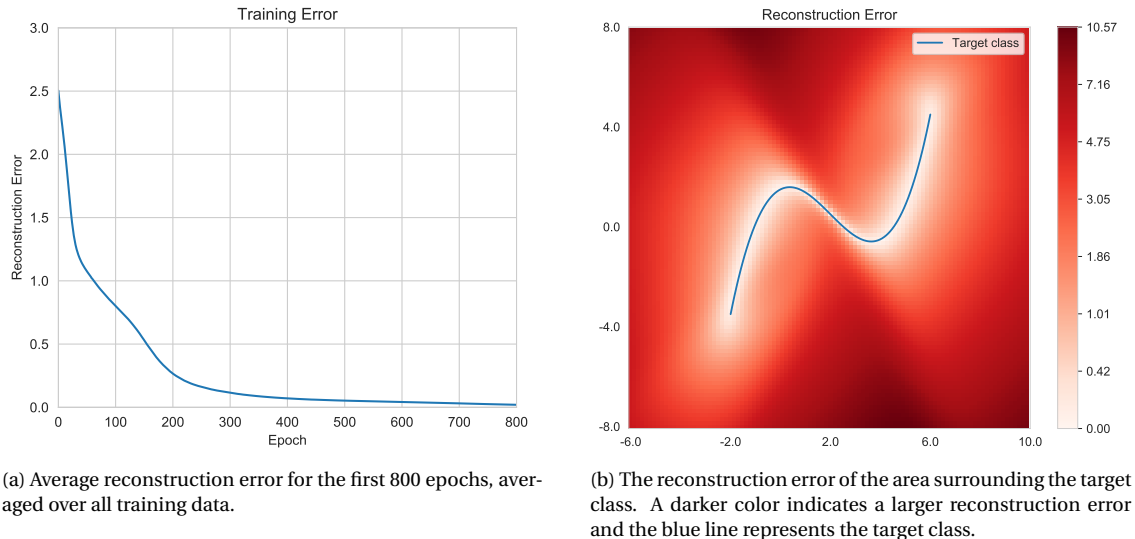 Training Error
3.0
2.5
2.0
1.5
1.0
0.5
0.0
Reconstruction Error
0 100 200 300 400 500 600 700 800
Epoch
(a) Average reconstruction error for the first 800 epochs, aver-
aged over all training data.
Reconstruction Error
Target class
8.0
4.0
0.0
-4.0
-8.0
-6.0 -2.0 2.0 6.0 10.0
10.57
7.16
4.75
3.05
1.86
1.01
0.42
0.00
(b) The reconstruction error of the area surrounding the target
class. A darker color indicates a larger reconstruction error
and the blue line represents the target class.